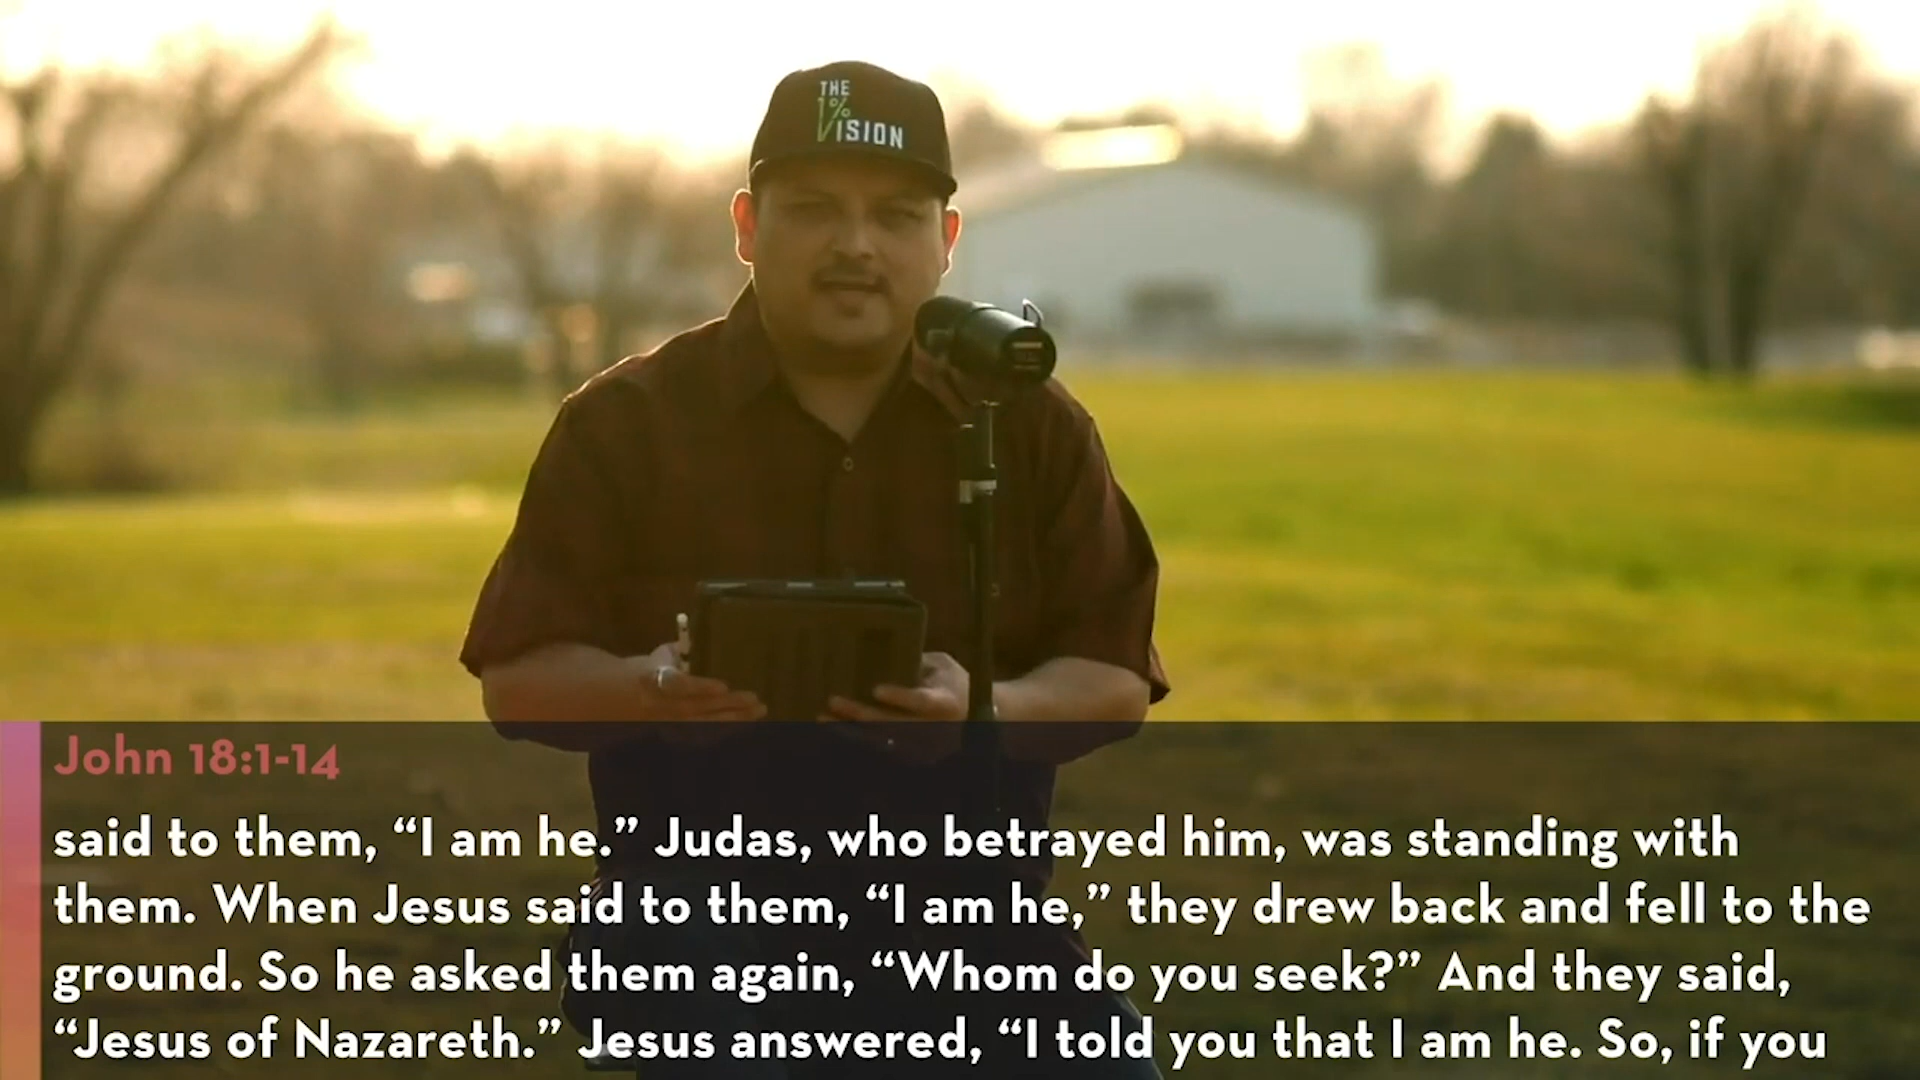 THE
1%
VISION
John 18:1-14
said to them, “I am he.” Judas, who betrayed him, was standing with
them. When Jesus said to them, “I am he,” they drew back and fell to the
ground. So he asked them again, “Whom do you seek?” And they said,
“Jesus of Nazareth.” Jesus answered, “I told you that I am he. So, if you